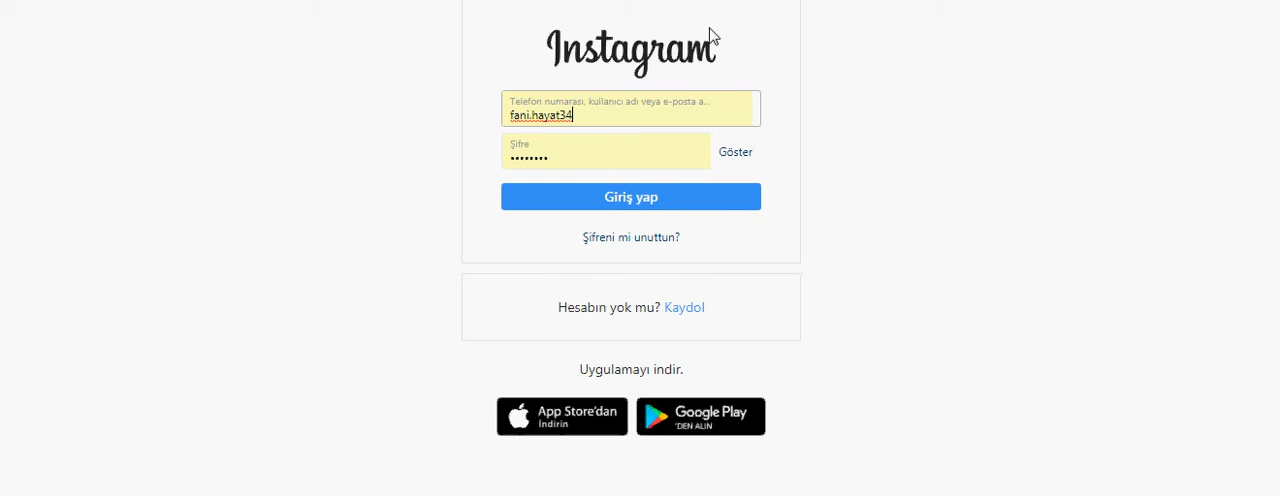 Instagram
Telefon numarası, kullanıcı adı veya e-posta a...
fani.hayat34
Şifre
••••••••
Göster
Giriş yap
Şifreni mi unuttun?
Hesabın yok mu? Kaydol
Uygulamayı indir.
App Store'dan
İndirin
Google Play
'DEN ALIN